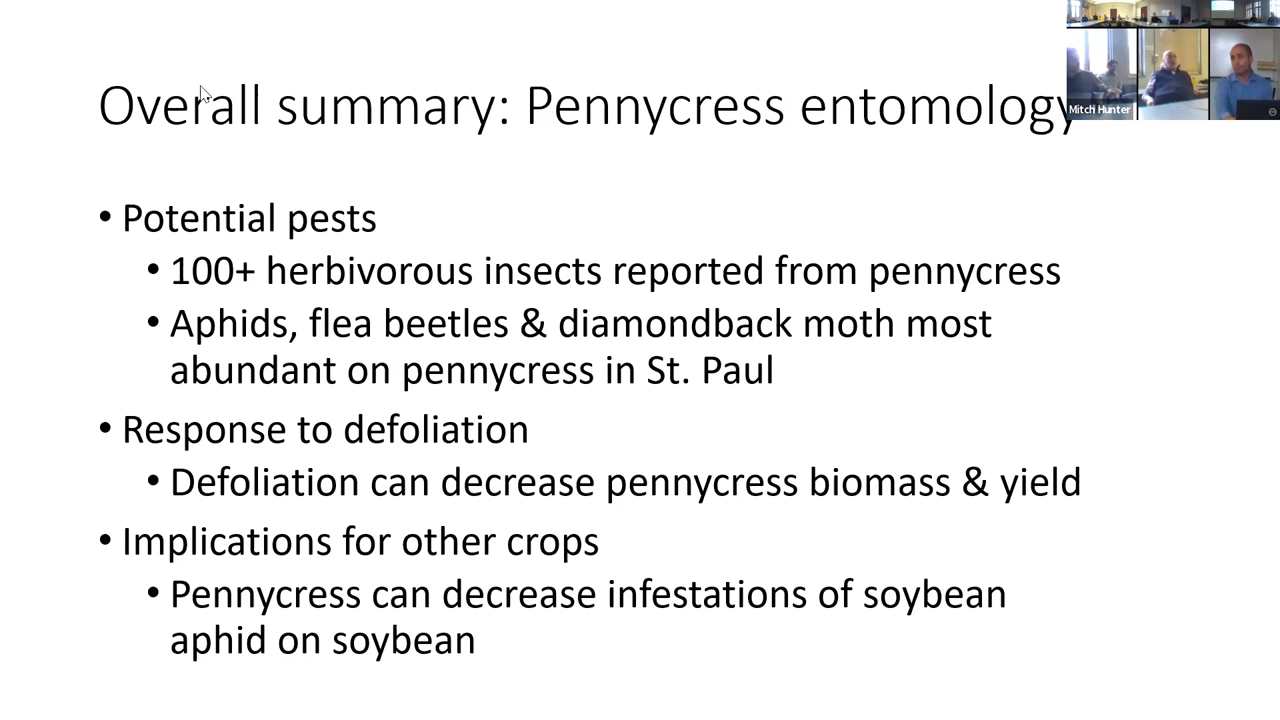 Overall summary: Pennycress entomology
Mitch Hunter
• Potential pests
• 100+ herbivorous insects reported from pennycress
• Aphids, flea beetles & diamondback moth most
abundant on pennycress in St. Paul
• Response to defoliation
• Defoliation can decrease pennycress biomass & yield
• Implications for other crops
• Pennycress can decrease infestations of soybean
aphid on soybean